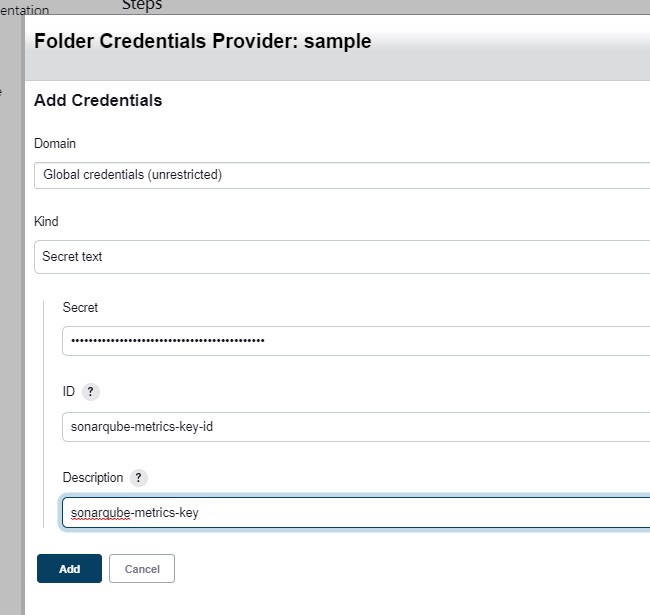 entation
Steps
Folder Credentials Provider: sample
Add Credentials
Domain
Global credentials (unrestricted)
Kind
Secret text
Secret
••••••••••••••••••••••••••••••••••••••••••••
ID ?
sonarqube-metrics-key-id
Description ?
sonarqube-metrics-key
Add Cancel